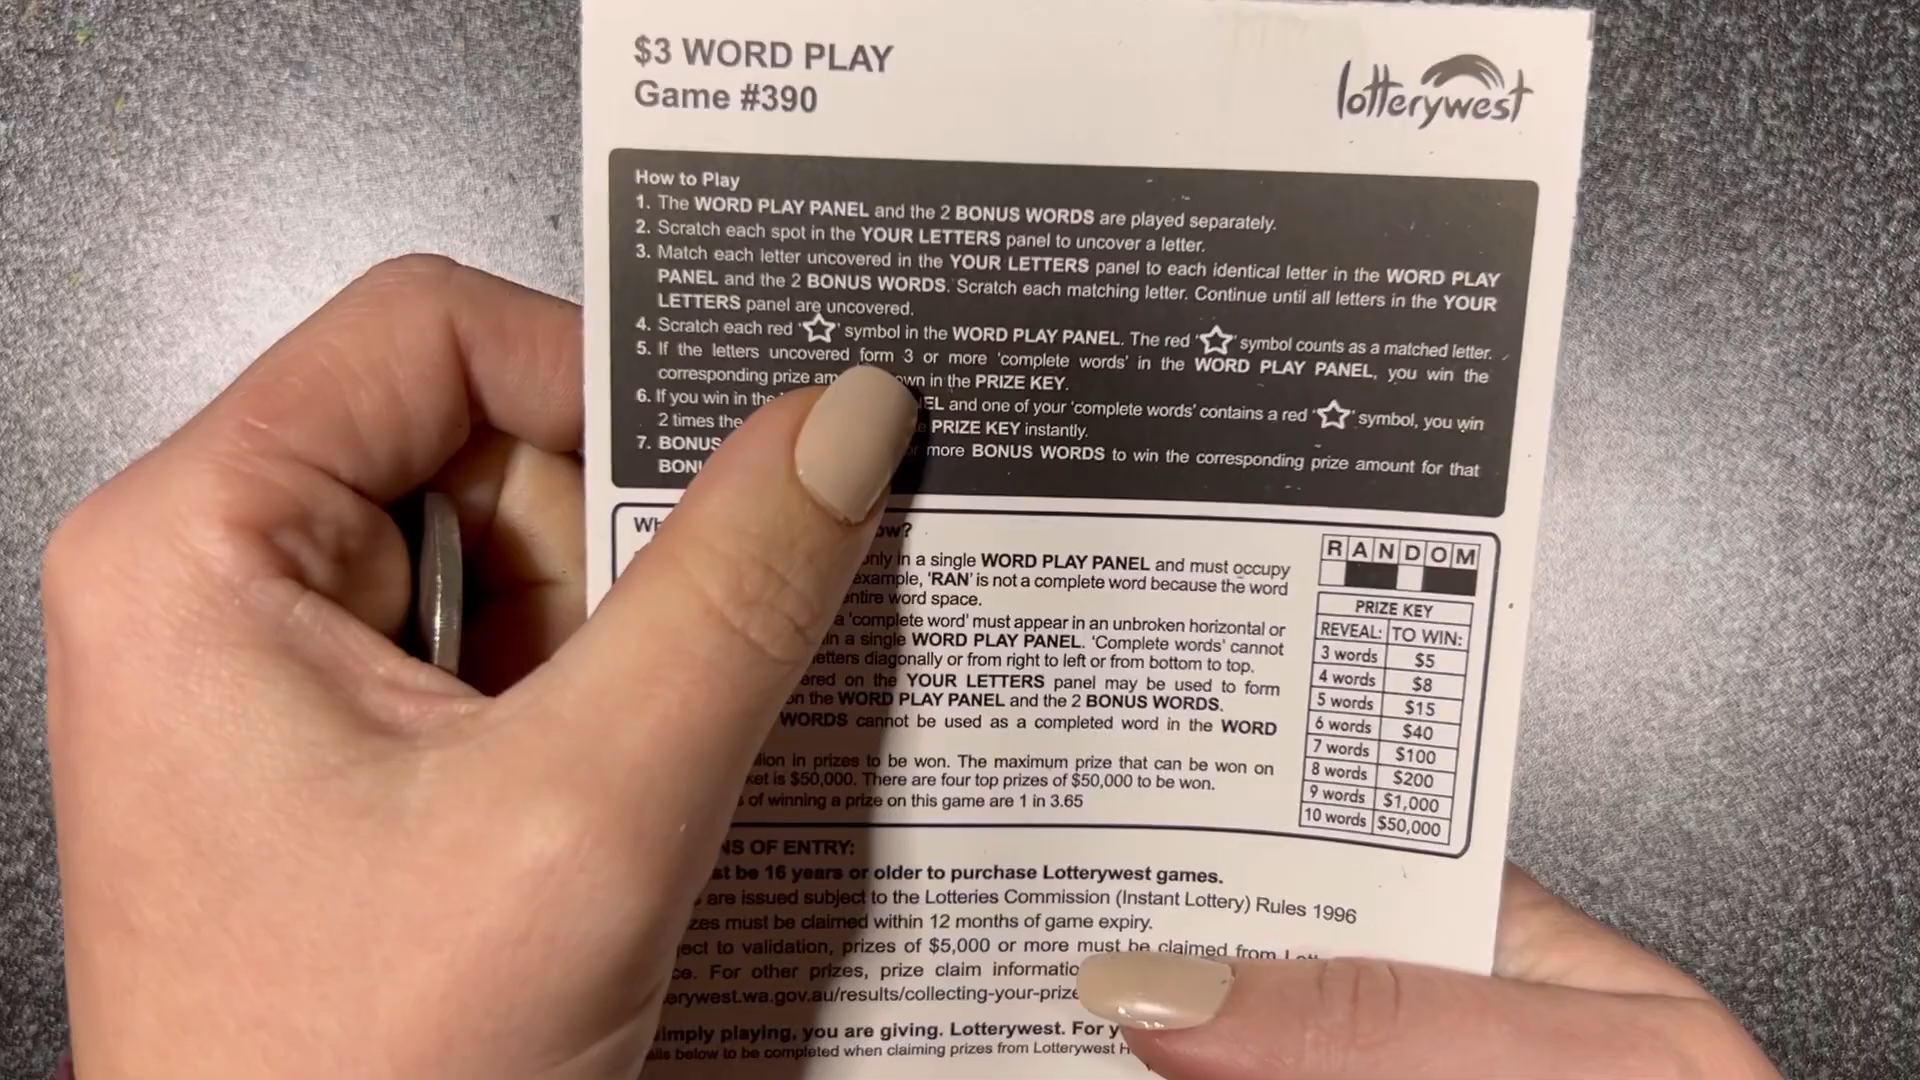 $3 WORD PLAY
Game #390
lotterywest
How to Play
1. The WORD PLAY PANEL and the 2 BONUS WORDS are played separately.
2. Scratch each spot in the YOUR LETTERS panel to uncover a letter.
3. Match each letter uncovered in the YOUR LETTERS panel to each identical letter in the WORD PLAY
PANEL and the 2 BONUS WORDS. Scratch each matching letter. Continue until all letters in the YOUR
LETTERS panel are uncovered.
4. Scratch each red '☆' symbol in the WORD PLAY PANEL. The red '☆' symbol counts as a matched letter.
5. If the letters uncovered form 3 or more 'complete words' in the WORD PLAY PANEL, you win the
corresponding prize in the PRIZE KEY.
6. If you win in the and one of your 'complete words' contains a red '☆' symbol, you win
2 times the PRIZE KEY instantly.
7. BONUS more BONUS WORDS to win the corresponding prize amount for that
only in a single WORD PLAY PANEL and must occupy
example, 'RAN' is not a complete word because the word
entire word space.
a 'complete word' must appear in an unbroken horizontal or
in a single WORD PLAY PANEL. 'Complete words' cannot
letters diagonally or from right to left or from bottom to top.
on the YOUR LETTERS panel may be used to form
on the WORD PLAY PANEL and the 2 BONUS WORDS.
WORDS cannot be used as a completed word in the WORD
in prizes to be won. The maximum prize that can be won on
is $50,000. There are four top prizes of $50,000 to be won.
of winning a prize on this game are 1 in 3.65
RANDOM
PRIZE KEY
REVEAL: TO WIN:
3 words $5
4 words $8
5 words $15
6 words $40
7 words $100
8 words $200
9 words $1,000
10 words $50,000
OF ENTRY:
be 16 years or older to purchase Lotterywest games.
are issued subject to the Lotteries Commission (Instant Lottery) Rules 1996
must be claimed within 12 months of game expiry.
to validation, prizes of $5,000 or more must be claimed from
For other prizes, prize claim
erywest.wa.gov.au/results/collecting-your-prize
simply playing, you are giving. Lotterywest. For
below to be completed when claiming prizes from Lotterywest